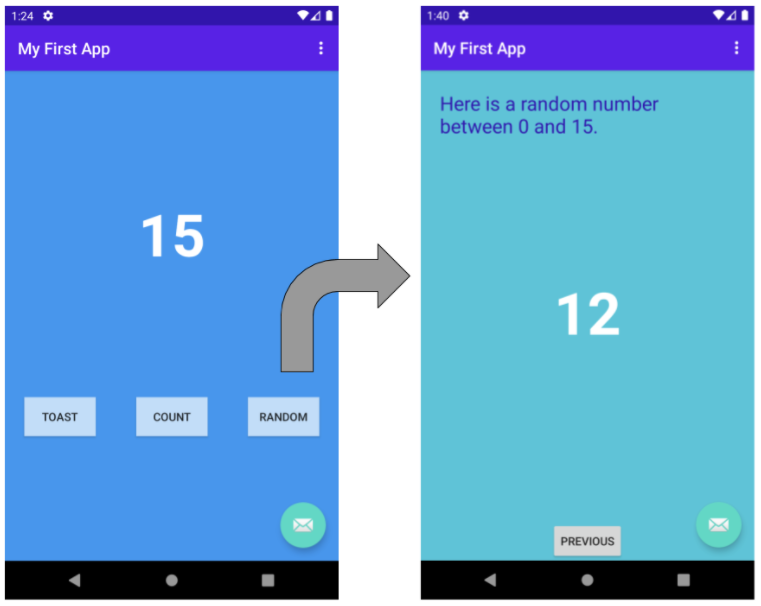 1:24
My First App
15
TOAST
COUNT
RANDOM
1:40
My First App
Here is a random number
between 0 and 15.
12
PREVIOUS